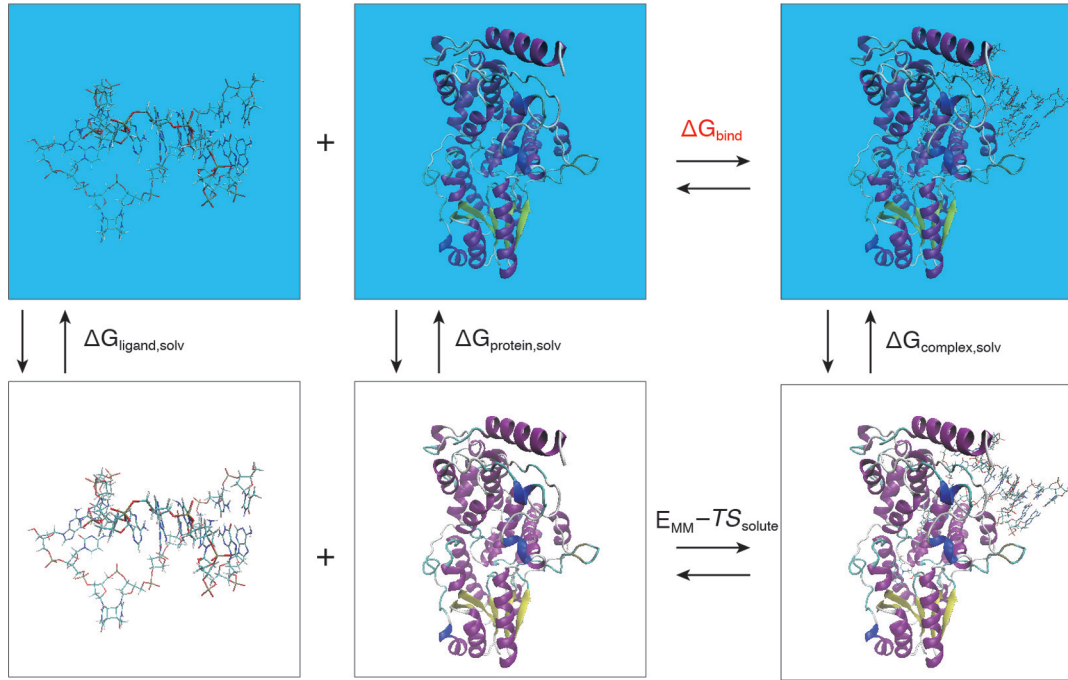 +
ΔG_bind
ΔG_ligand,solv
ΔG_protein,solv
ΔG_complex,solv
+
E_MM−TS_solute